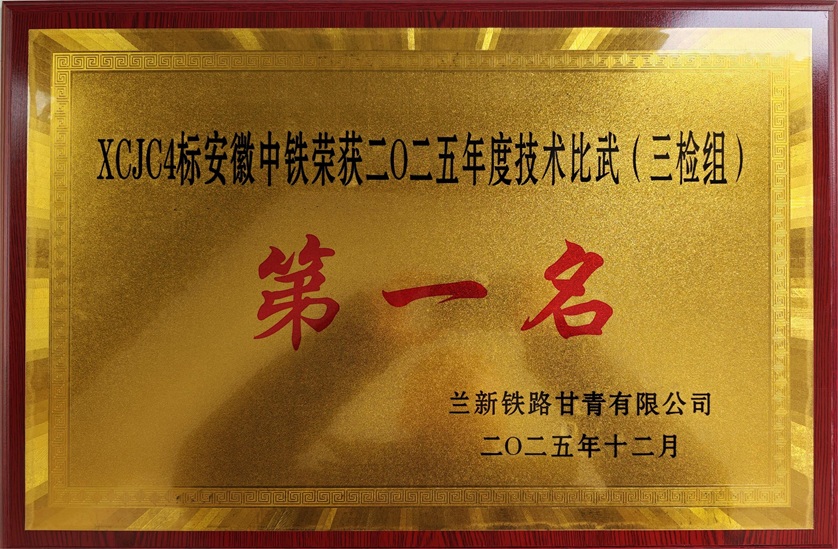 XCJC4标安徽中铁荣获二〇二五年度技术比武（三检组）
第一名
兰新铁路甘青有限公司
二〇二五年十二月